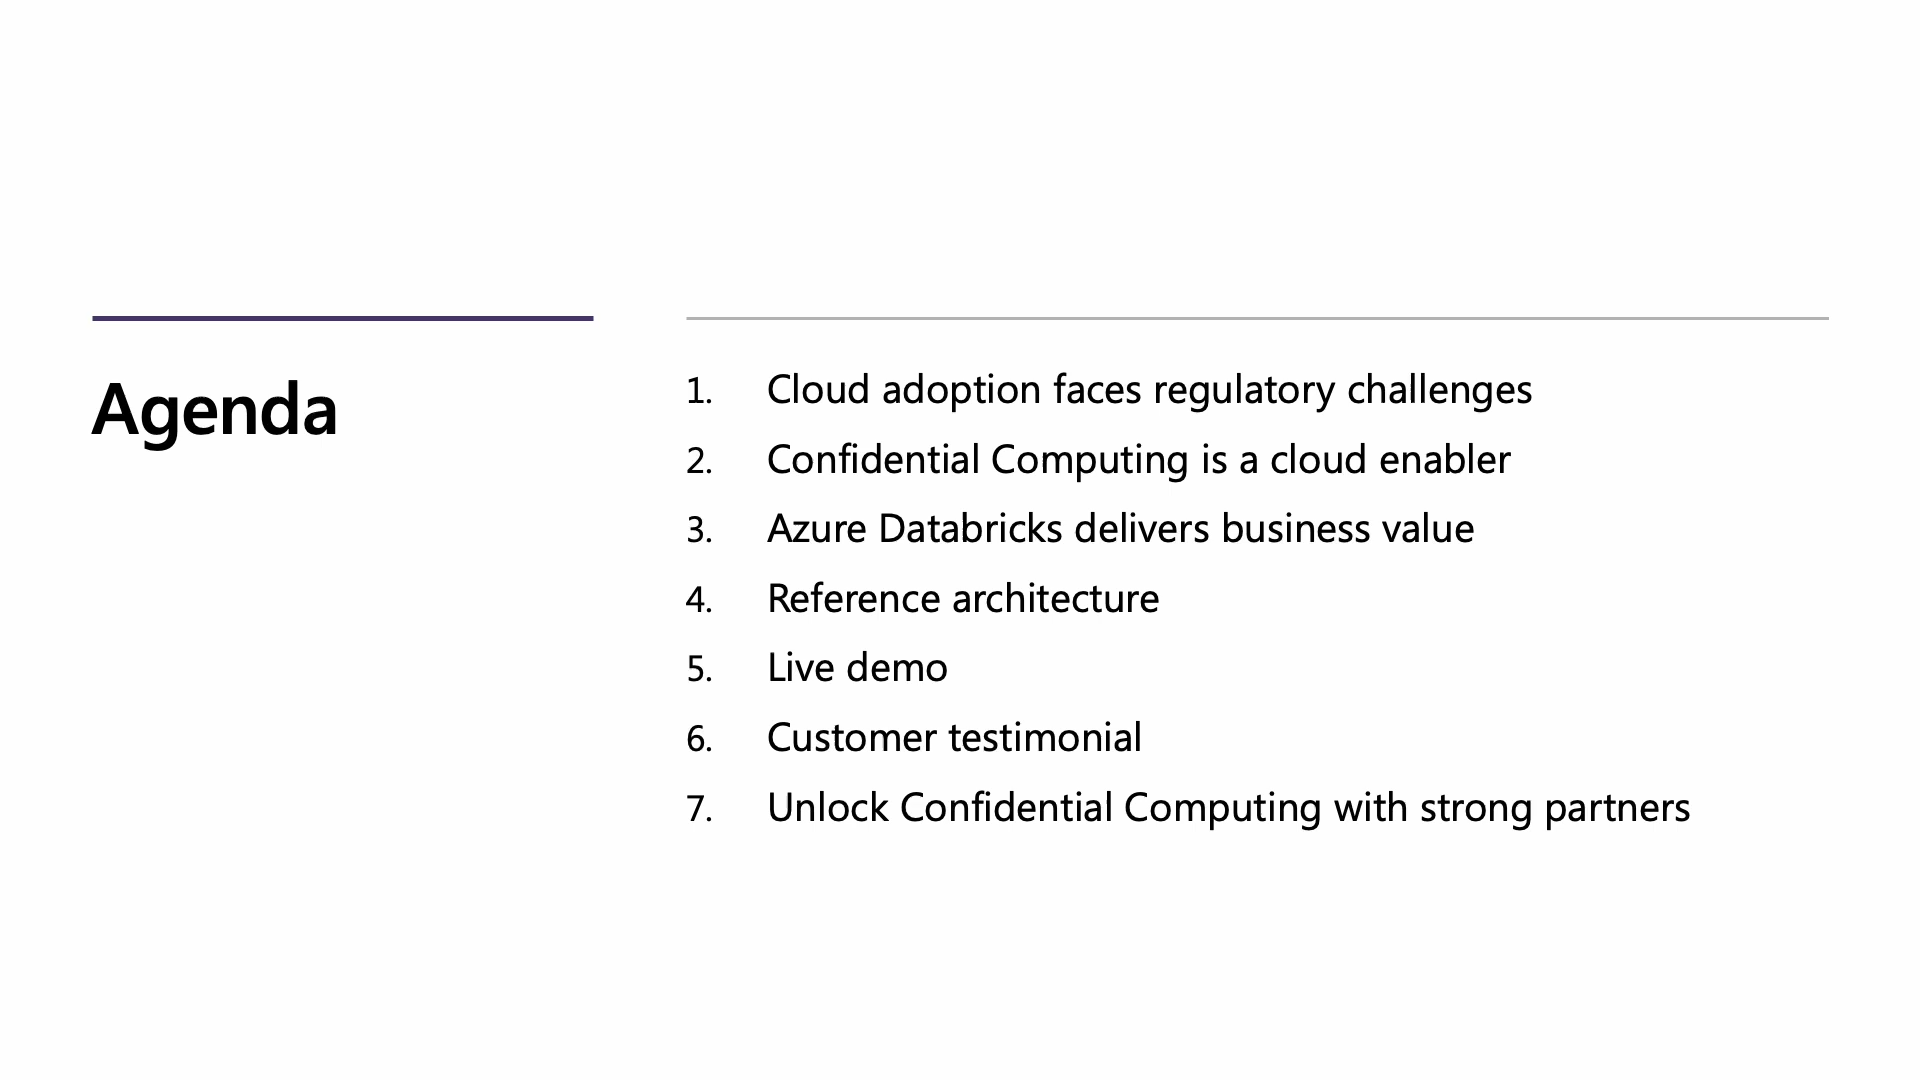 Agenda
1. Cloud adoption faces regulatory challenges
2. Confidential Computing is a cloud enabler
3. Azure Databricks delivers business value
4. Reference architecture
5. Live demo
6. Customer testimonial
7. Unlock Confidential Computing with strong partners